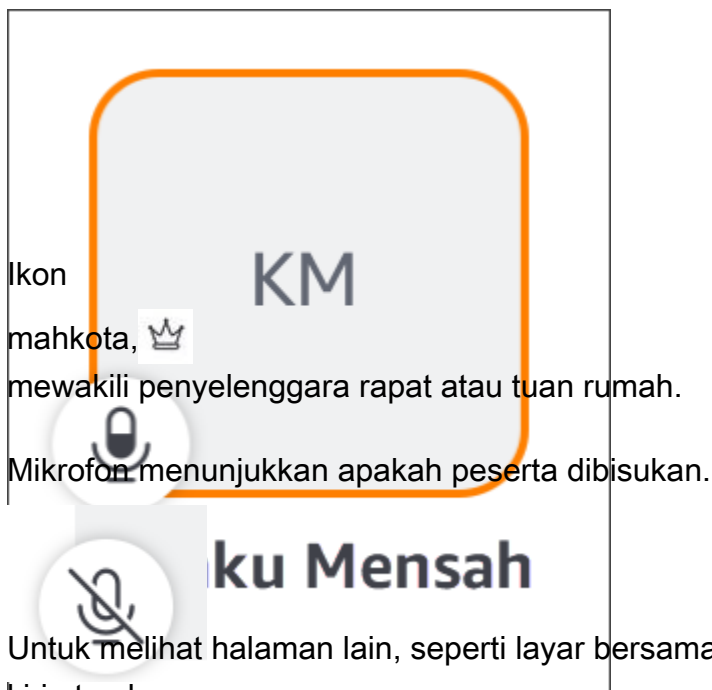 KM
Ikon
mahkota,
mewakili penyelenggara rapat atau tuan rumah.
Mikrofon menunjukkan apakah peserta dibisukan.
ku Mensah
Untuk melihat halaman lain, seperti layar bersama